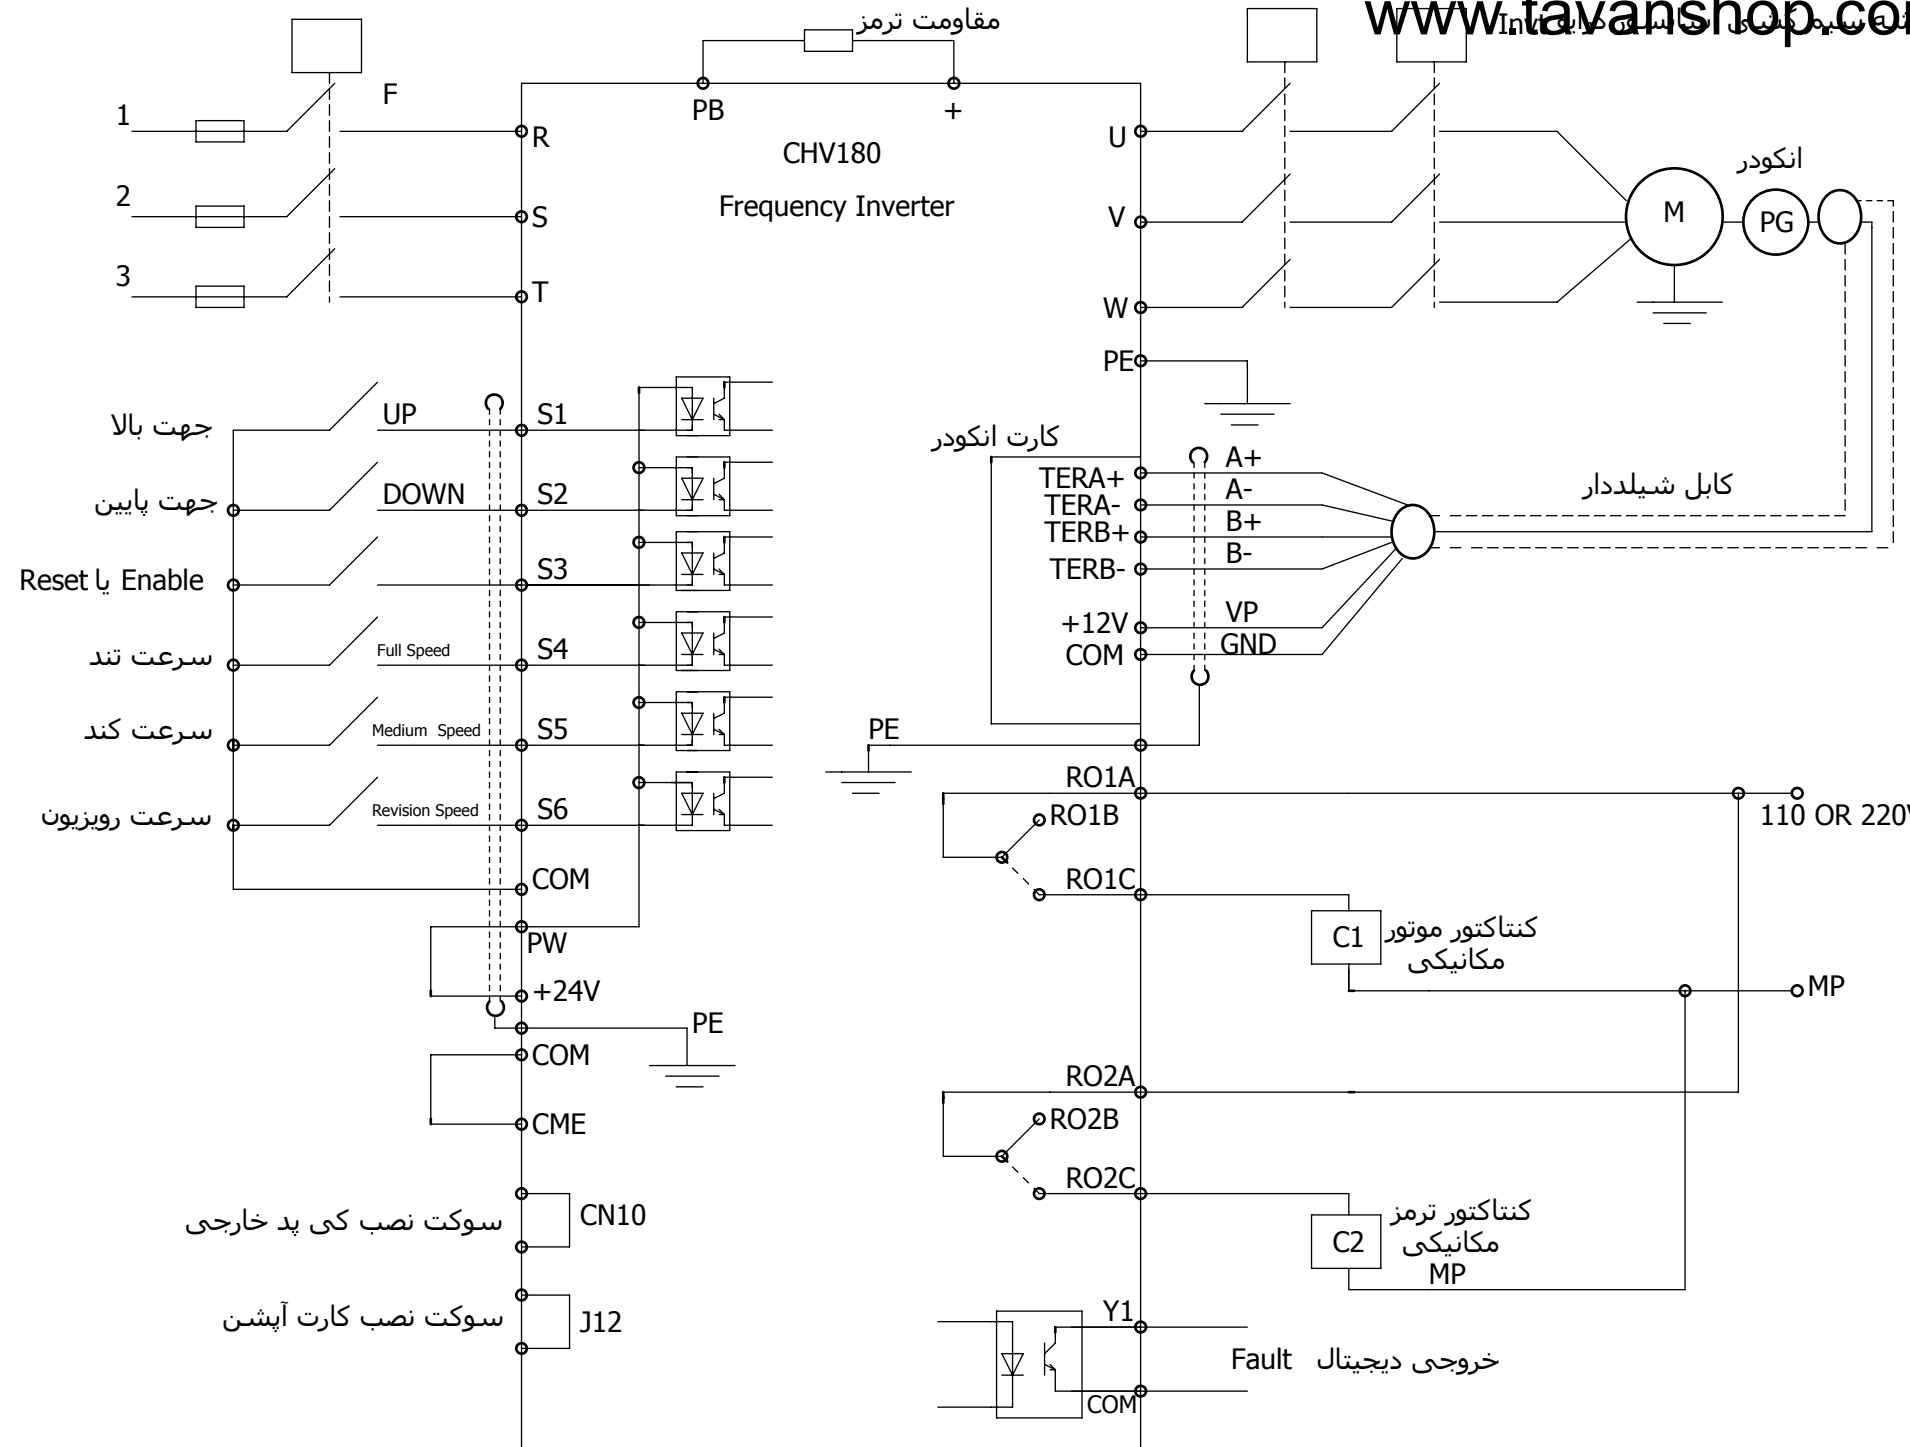 www.tavanshop.co
مقاومت ترمز
PB
+
1
F
R
2
S
3
T
CHV180
Frequency Inverter
U
V
W
PE
M
PG
انکودر
جهت بالا
UP
S1
جهت پایین
DOWN
S2
Reset یا Enable
S3
سرعت تند
Full Speed
S4
سرعت کند
Medium Speed
S5
سرعت رویزیون
Revision Speed
S6
COM
PW
+24V
PE
COM
CME
سوکت نصب کی پد خارجی
CN10
سوکت نصب کارت آپشن
J12
کارت انکودر
TERA+
A+
TERA-
A-
TERB+
B+
TERB-
B-
+12V
VP
COM
GND
کابل شیلددار
PE
RO1A
RO1B
110 OR 220V
RO1C
C1
کنتاکتور موتور
مکانیکی
MP
RO2A
RO2B
RO2C
C2
کنتاکتور ترمز
مکانیکی
MP
Y1
خروجی دیجیتال Fault
COM